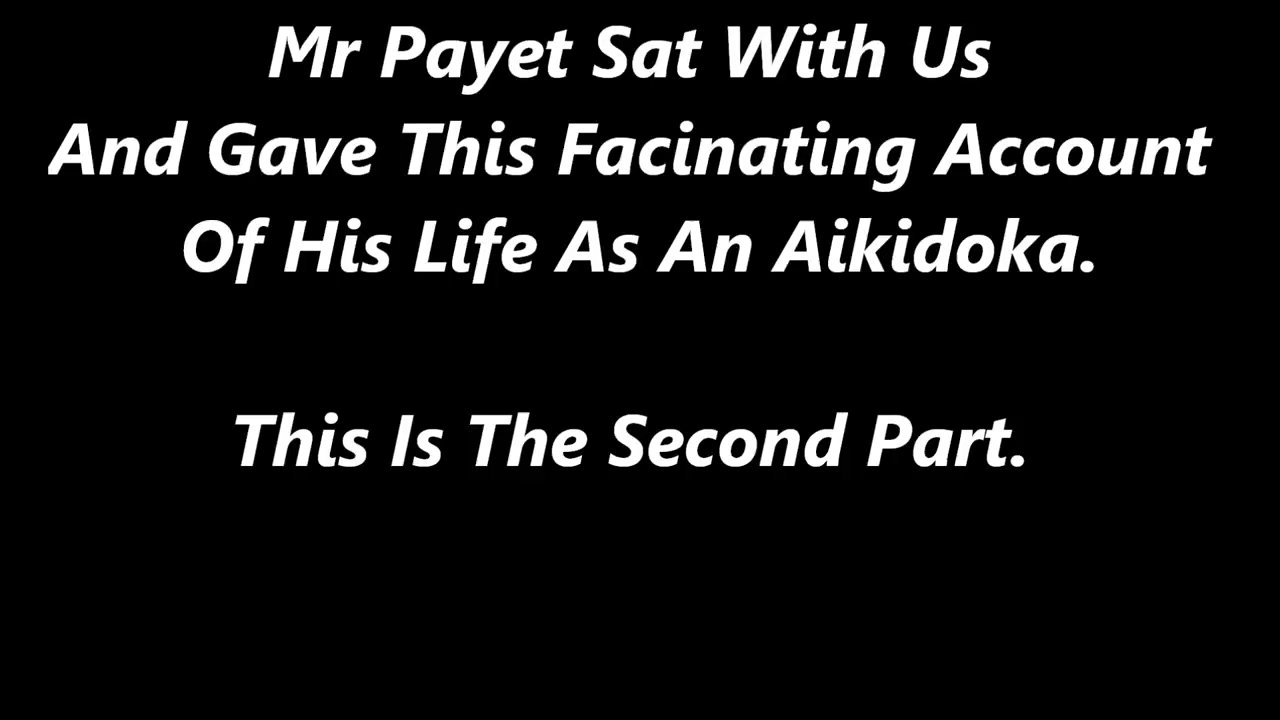 Mr Payet Sat With Us
And Gave This Facinating Account
Of His Life As An Aikidoka.
This Is The Second Part.